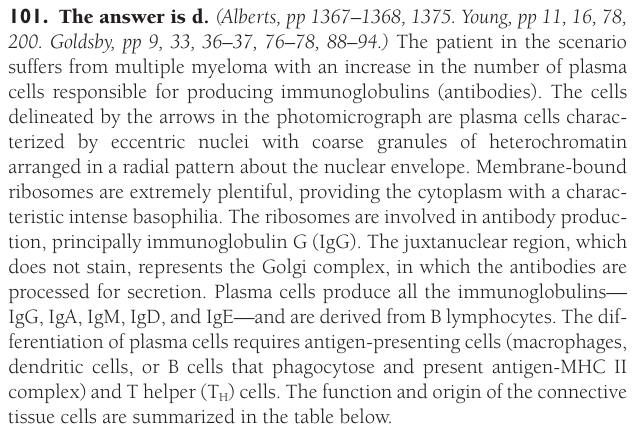 101. The answer is d. (Alberts, pp 1367–1368, 1375. Young, pp 11, 16, 78,
200. Goldsby, pp 9, 33, 36–37, 76–78, 88–94.) The patient in the scenario
suffers from multiple myeloma with an increase in the number of plasma
cells responsible for producing immunoglobulins (antibodies). The cells
delineated by the arrows in the photomicrograph are plasma cells charac-
terized by eccentric nuclei with coarse granules of heterochromatin
arranged in a radial pattern about the nuclear envelope. Membrane-bound
ribosomes are extremely plentiful, providing the cytoplasm with a charac-
teristic intense basophilia. The ribosomes are involved in antibody produc-
tion, principally immunoglobulin G (IgG). The juxtanuclear region, which
does not stain, represents the Golgi complex, in which the antibodies are
processed for secretion. Plasma cells produce all the immunoglobulins—
IgG, IgA, IgM, IgD, and IgE—and are derived from B lymphocytes. The dif-
ferentiation of plasma cells requires antigen-presenting cells (macrophages,
dendritic cells, or B cells that phagocytose and present antigen-MHC II
complex) and T helper (TH) cells. The function and origin of the connective
tissue cells are summarized in the table below.